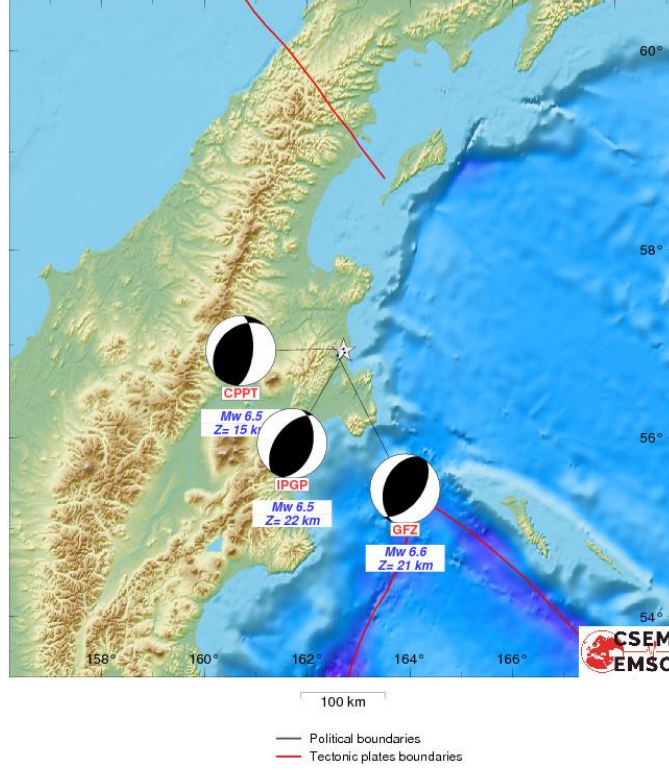 60°
58°
CPPT
Mw 6.5
Z= 15 km
56°
IPGP
Mw 6.5
Z= 22 km
GFZ
Mw 6.6
Z= 21 km
54°
158°
160°
162°
164°
166°
CSEM
EMSC
100 km
Political boundaries
Tectonic plates boundaries